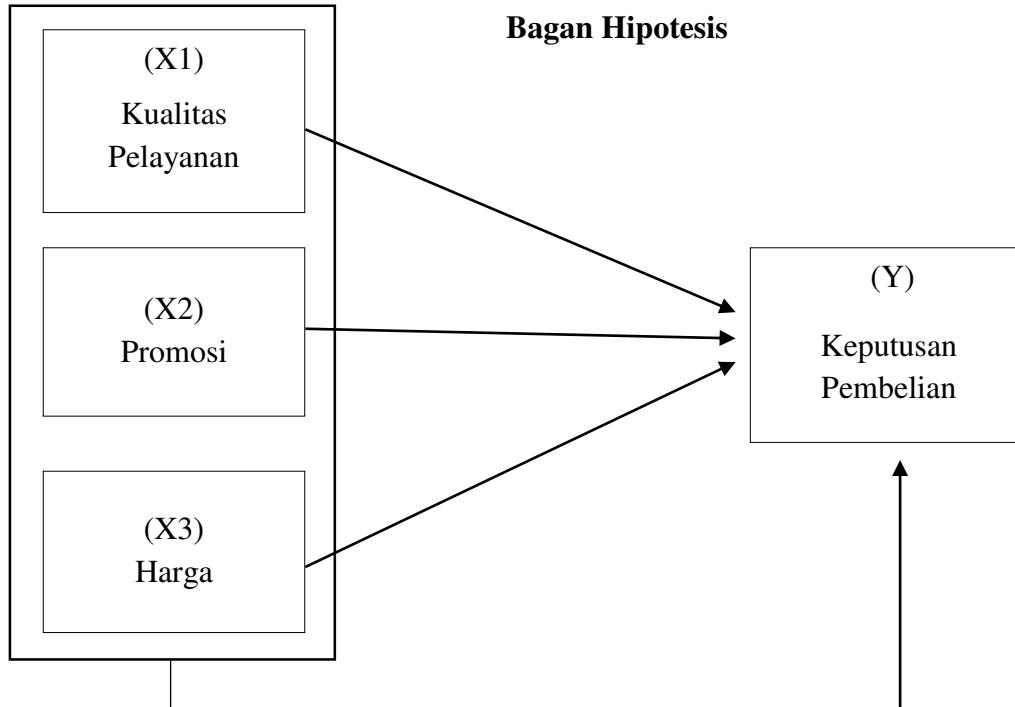 Bagan Hipotesis
(X1)
Kualitas
Pelayanan
(X2)
Promosi
(X3)
Harga
(Y)
Keputusan
Pembelian